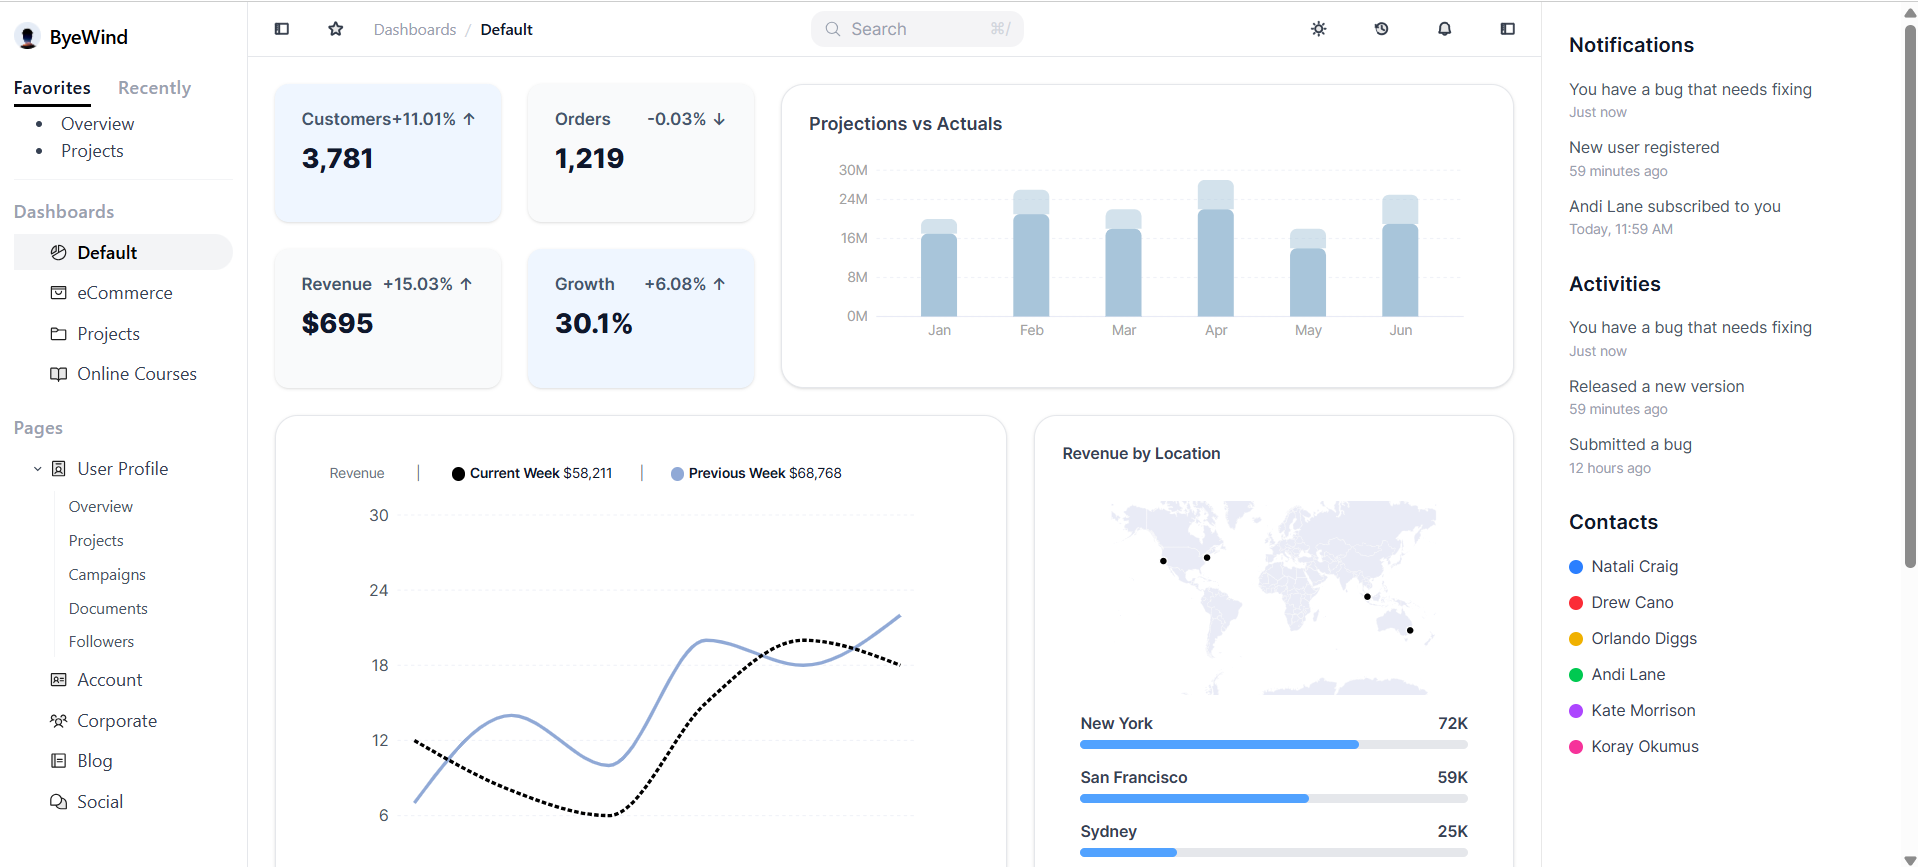 ByeWind
Favorites Recently
Overview
Projects
Dashboards
Default
eCommerce
Projects
Online Courses
Pages
User Profile
Overview
Projects
Campaigns
Documents
Followers
Account
Corporate
Blog
Social
Dashboards / Default
Search ⌘/
Customers +11.01% ↑
3,781
Orders -0.03% ↓
1,219
Revenue +15.03% ↑
$695
Growth +6.08% ↑
30.1%
Projections vs Actuals
30M
24M
16M
8M
0M
Jan Feb Mar Apr May Jun
Revenue | Current Week $58,211 | Previous Week $68,768
30
24
18
12
6
Revenue by Location
New York 72K
San Francisco 59K
Sydney 25K
Notifications
You have a bug that needs fixing
Just now
New user registered
59 minutes ago
Andi Lane subscribed to you
Today, 11:59 AM
Activities
You have a bug that needs fixing
Just now
Released a new version
59 minutes ago
Submitted a bug
12 hours ago
Contacts
Natali Craig
Drew Cano
Orlando Diggs
Andi Lane
Kate Morrison
Koray Okumus